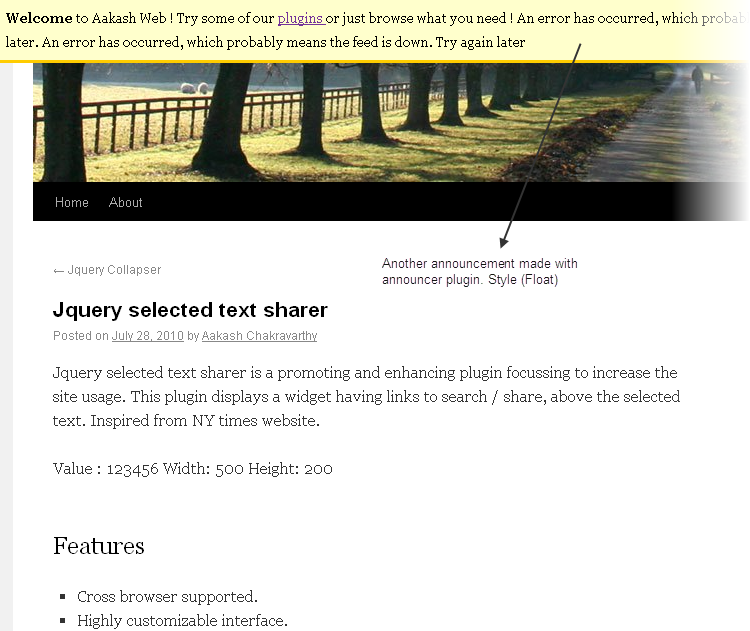 Welcome to Aakash Web ! Try some of our plugins or just browse what you need ! An error has occurred, which
later. An error has occurred, which probably means the feed is down. Try again later
Home About
Another announcement made with
announcer plugin. Style (Float)
← Jquery Collapser
Jquery selected text sharer
Posted on July 28, 2010 by Aakash Chakravarthy
Jquery selected text sharer is a promoting and enhancing plugin focussing to increase the
site usage. This plugin displays a widget having links to search / share, above the selected
text. Inspired from NY times website.
Value : 123456 Width: 500 Height: 200
Features
Cross browser supported.
Highly customizable interface.